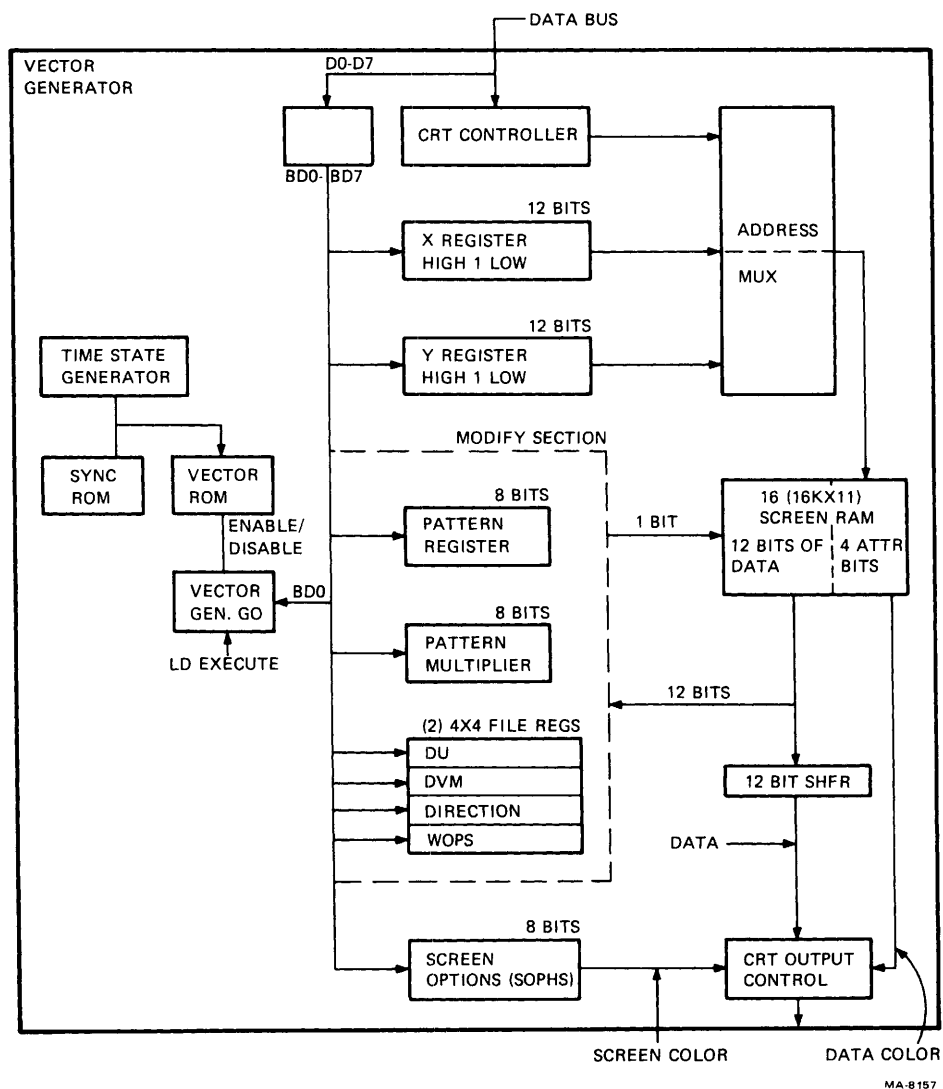 DATA BUS
VECTOR
GENERATOR
D0-D7
CRT CONTROLLER
BD0- BD7
12 BITS
X REGISTER
HIGH 1 LOW
ADDRESS
MUX
12 BITS
Y REGISTER
HIGH 1 LOW
TIME STATE
GENERATOR
SYNC
ROM
VECTOR
ROM
ENABLE/
DISABLE
VECTOR
GEN. GO
BD0
LD EXECUTE
MODIFY SECTION
8 BITS
PATTERN
REGISTER
1 BIT
16 (16KX11)
SCREEN RAM
12 BITS OF
DATA
4 ATTR
BITS
8 BITS
PATTERN
MULTIPLIER
12 BITS
(2) 4X4 FILE REGS
DU
DVM
DIRECTION
WOPS
12 BIT SHFR
DATA
8 BITS
SCREEN
OPTIONS (SOPHS)
CRT OUTPUT
CONTROL
SCREEN COLOR
DATA COLOR
MA-8157